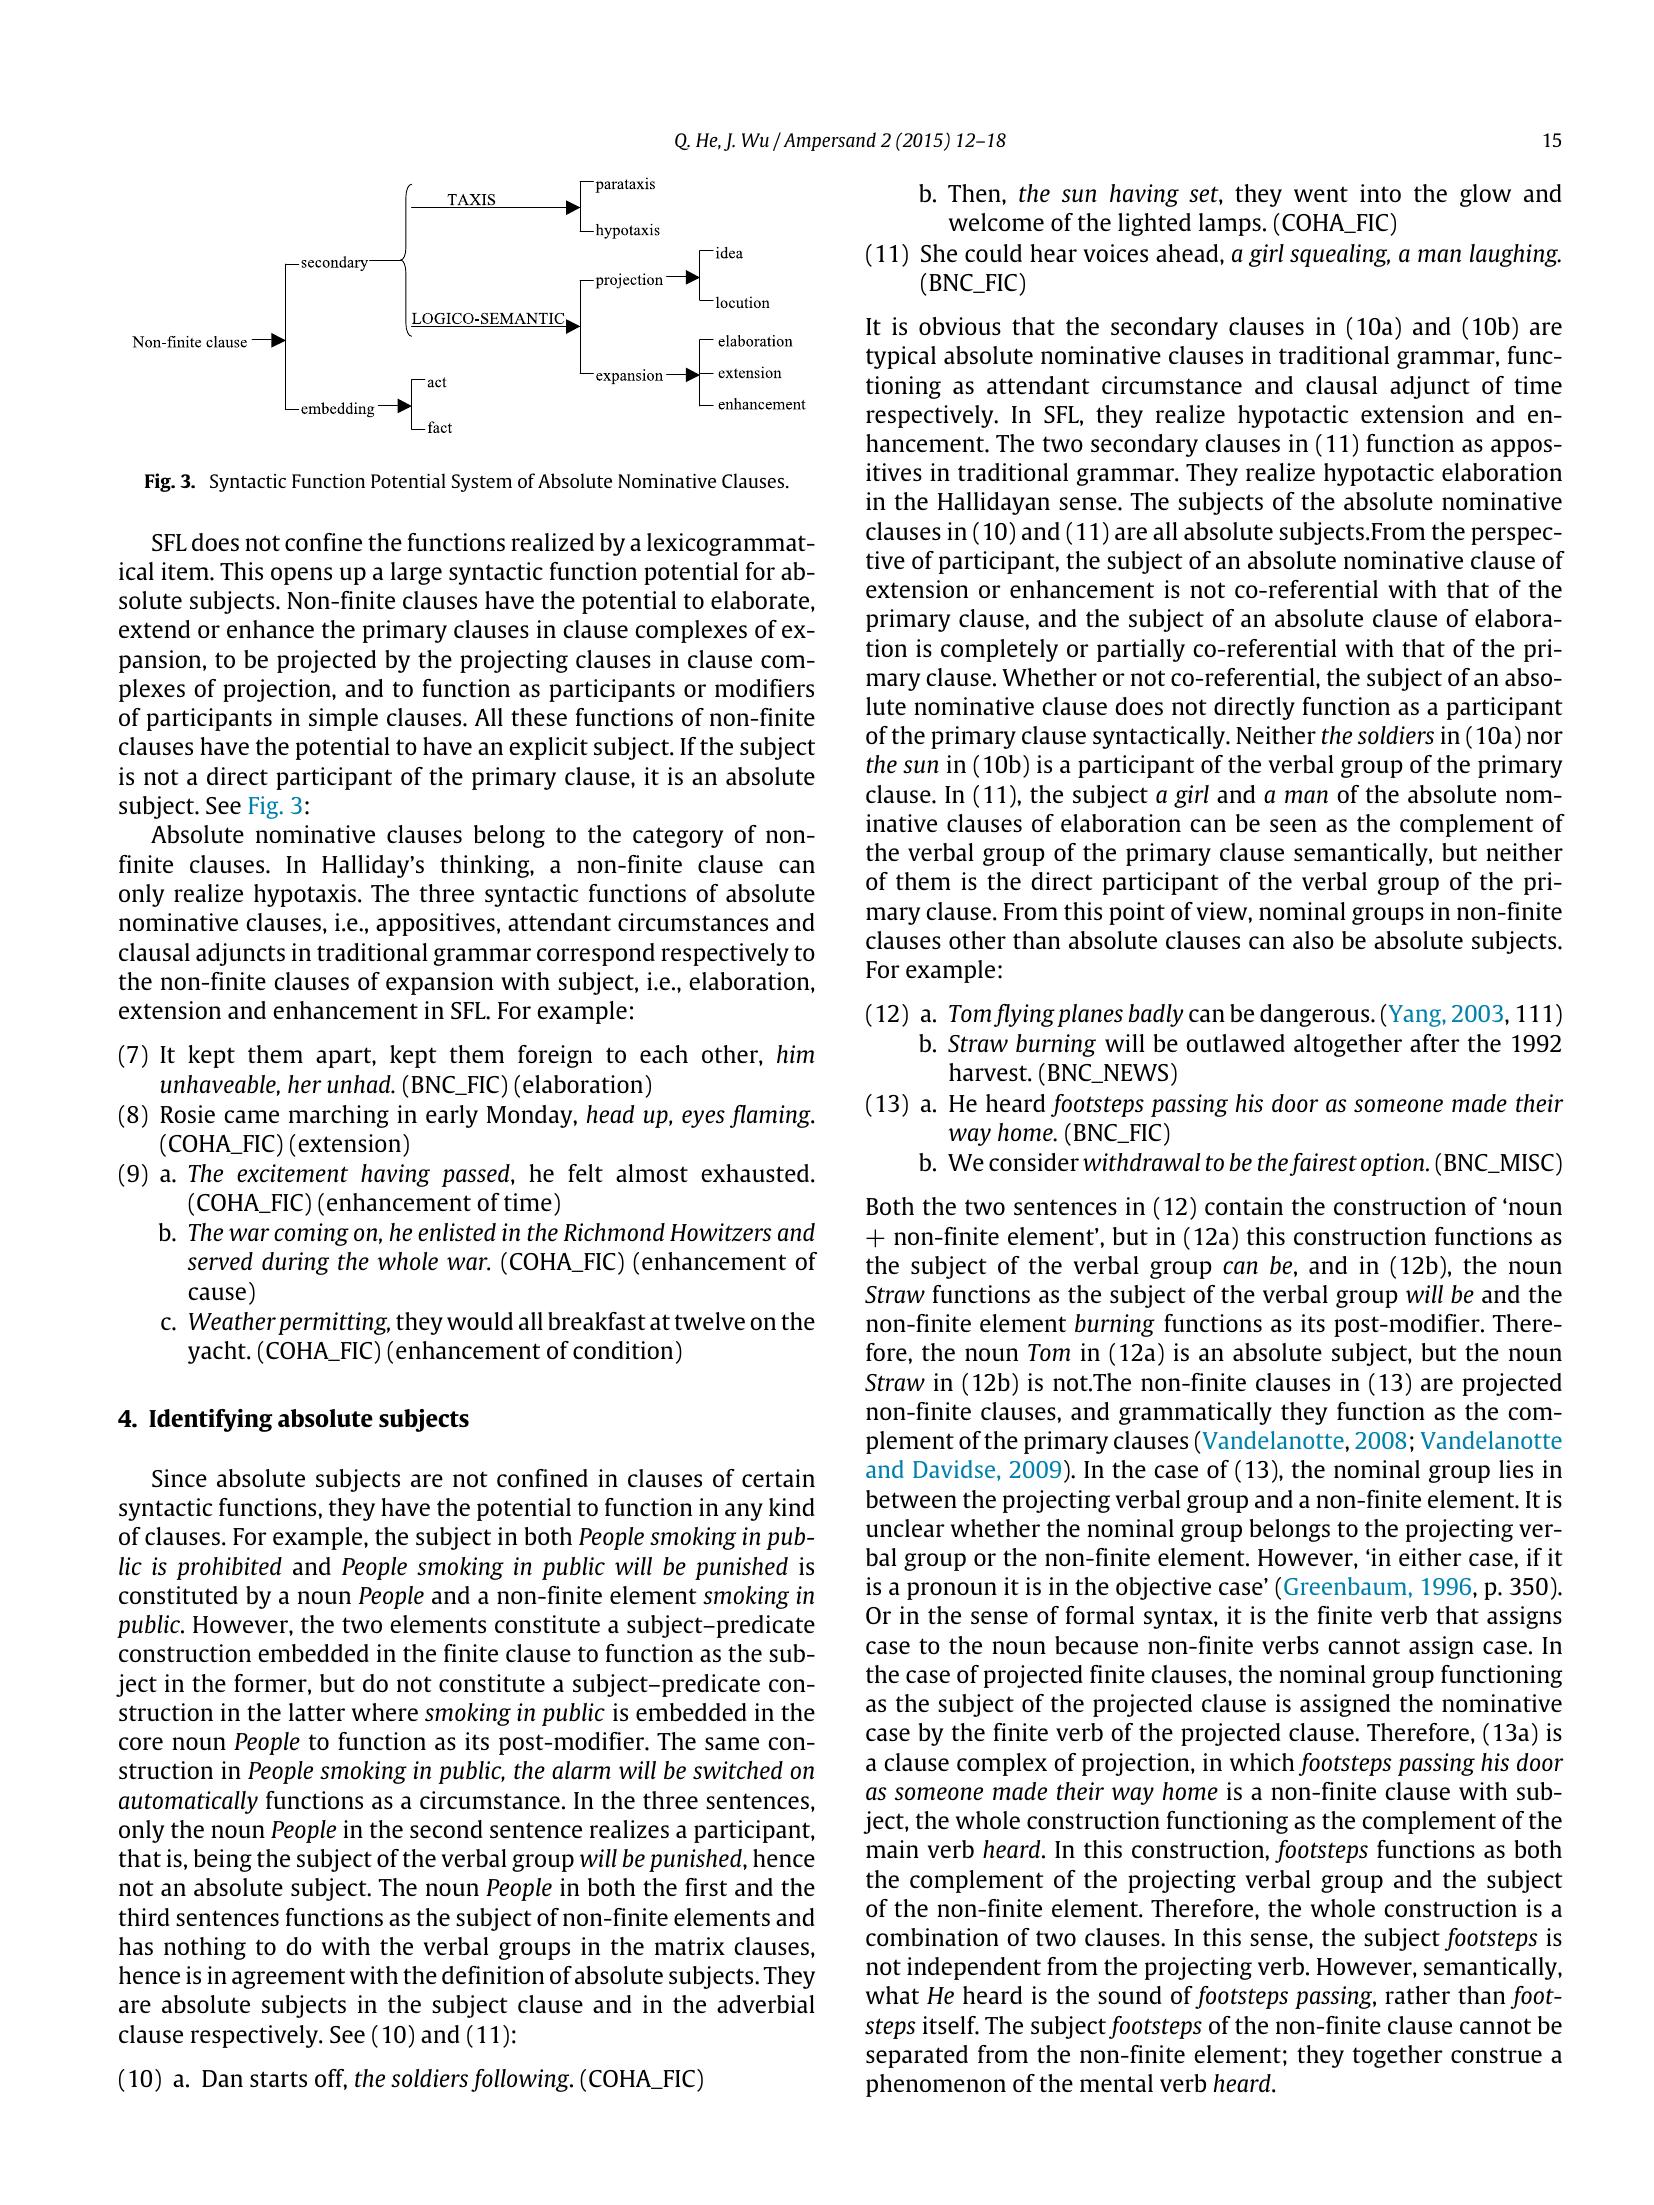 Q. He, J. Wu / Ampersand 2 (2015) 12–18
15
Non-finite clause
secondary
TAXIS
parataxis
hypotaxis
LOGICO-SEMANTIC
projection
idea
locution
expansion
elaboration
extension
enhancement
embedding
act
fact
Fig. 3. Syntactic Function Potential System of Absolute Nominative Clauses.
SFL does not confine the functions realized by a lexicogrammat-
ical item. This opens up a large syntactic function potential for ab-
solute subjects. Non-finite clauses have the potential to elaborate,
extend or enhance the primary clauses in clause complexes of ex-
pansion, to be projected by the projecting clauses in clause com-
plexes of projection, and to function as participants or modifiers
of participants in simple clauses. All these functions of non-finite
clauses have the potential to have an explicit subject. If the subject
is not a direct participant of the primary clause, it is an absolute
subject. See Fig. 3:
Absolute nominative clauses belong to the category of non-
finite clauses. In Halliday’s thinking, a non-finite clause can
only realize hypotaxis. The three syntactic functions of absolute
nominative clauses, i.e., appositives, attendant circumstances and
clausal adjuncts in traditional grammar correspond respectively to
the non-finite clauses of expansion with subject, i.e., elaboration,
extension and enhancement in SFL. For example:
(7) It kept them apart, kept them foreign to each other, him
unhaveable, her unhad. (BNC_FIC) (elaboration)
(8) Rosie came marching in early Monday, head up, eyes flaming.
(COHA_FIC) (extension)
(9) a. The excitement having passed, he felt almost exhausted.
(COHA_FIC) (enhancement of time)
b. The war coming on, he enlisted in the Richmond Howitzers and
served during the whole war. (COHA_FIC) (enhancement of
cause)
c. Weather permitting, they would all breakfast at twelve on the
yacht. (COHA_FIC) (enhancement of condition)
4. Identifying absolute subjects
Since absolute subjects are not confined in clauses of certain
syntactic functions, they have the potential to function in any kind
of clauses. For example, the subject in both People smoking in pub-
lic is prohibited and People smoking in public will be punished is
constituted by a noun People and a non-finite element smoking in
public. However, the two elements constitute a subject–predicate
construction embedded in the finite clause to function as the sub-
ject in the former, but do not constitute a subject–predicate con-
struction in the latter where smoking in public is embedded in the
core noun People to function as its post-modifier. The same con-
struction in People smoking in public, the alarm will be switched on
automatically functions as a circumstance. In the three sentences,
only the noun People in the second sentence realizes a participant,
that is, being the subject of the verbal group will be punished, hence
not an absolute subject. The noun People in both the first and the
third sentences functions as the subject of non-finite elements and
has nothing to do with the verbal groups in the matrix clauses,
hence is in agreement with the definition of absolute subjects. They
are absolute subjects in the subject clause and in the adverbial
clause respectively. See (10) and (11):
(10) a. Dan starts off, the soldiers following. (COHA_FIC)
b. Then, the sun having set, they went into the glow and
welcome of the lighted lamps. (COHA_FIC)
(11) She could hear voices ahead, a girl squealing, a man laughing.
(BNC_FIC)
It is obvious that the secondary clauses in (10a) and (10b) are
typical absolute nominative clauses in traditional grammar, func-
tioning as attendant circumstance and clausal adjunct of time
respectively. In SFL, they realize hypotactic extension and en-
hancement. The two secondary clauses in (11) function as appos-
itives in traditional grammar. They realize hypotactic elaboration
in the Hallidayan sense. The subjects of the absolute nominative
clauses in (10) and (11) are all absolute subjects.From the perspec-
tive of participant, the subject of an absolute nominative clause of
extension or enhancement is not co-referential with that of the
primary clause, and the subject of an absolute clause of elabora-
tion is completely or partially co-referential with that of the pri-
mary clause. Whether or not co-referential, the subject of an abso-
lute nominative clause does not directly function as a participant
of the primary clause syntactically. Neither the soldiers in (10a) nor
the sun in (10b) is a participant of the verbal group of the primary
clause. In (11), the subject a girl and a man of the absolute nom-
inative clauses of elaboration can be seen as the complement of
the verbal group of the primary clause semantically, but neither
of them is the direct participant of the verbal group of the pri-
mary clause. From this point of view, nominal groups in non-finite
clauses other than absolute clauses can also be absolute subjects.
For example:
(12) a. Tom flying planes badly can be dangerous. (Yang, 2003, 111)
b. Straw burning will be outlawed altogether after the 1992
harvest. (BNC_NEWS)
(13) a. He heard footsteps passing his door as someone made their
way home. (BNC_FIC)
b. We consider withdrawal to be the fairest option. (BNC_MISC)
Both the two sentences in (12) contain the construction of ‘noun
+ non-finite element’, but in (12a) this construction functions as
the subject of the verbal group can be, and in (12b), the noun
Straw functions as the subject of the verbal group will be and the
non-finite element burning functions as its post-modifier. There-
fore, the noun Tom in (12a) is an absolute subject, but the noun
Straw in (12b) is not.The non-finite clauses in (13) are projected
non-finite clauses, and grammatically they function as the com-
plement of the primary clauses (Vandelanotte, 2008; Vandelanotte
and Davidse, 2009). In the case of (13), the nominal group lies in
between the projecting verbal group and a non-finite element. It is
unclear whether the nominal group belongs to the projecting ver-
bal group or the non-finite element. However, ‘in either case, if it
is a pronoun it is in the objective case’ (Greenbaum, 1996, p. 350).
Or in the sense of formal syntax, it is the finite verb that assigns
case to the noun because non-finite verbs cannot assign case. In
the case of projected finite clauses, the nominal group functioning
as the subject of the projected clause is assigned the nominative
case by the finite verb of the projected clause. Therefore, (13a) is
a clause complex of projection, in which footsteps passing his door
as someone made their way home is a non-finite clause with sub-
ject, the whole construction functioning as the complement of the
main verb heard. In this construction, footsteps functions as both
the complement of the projecting verbal group and the subject
of the non-finite element. Therefore, the whole construction is a
combination of two clauses. In this sense, the subject footsteps is
not independent from the projecting verb. However, semantically,
what He heard is the sound of footsteps passing, rather than foot-
steps itself. The subject footsteps of the non-finite clause cannot be
separated from the non-finite element; they together construe a
phenomenon of the mental verb heard.